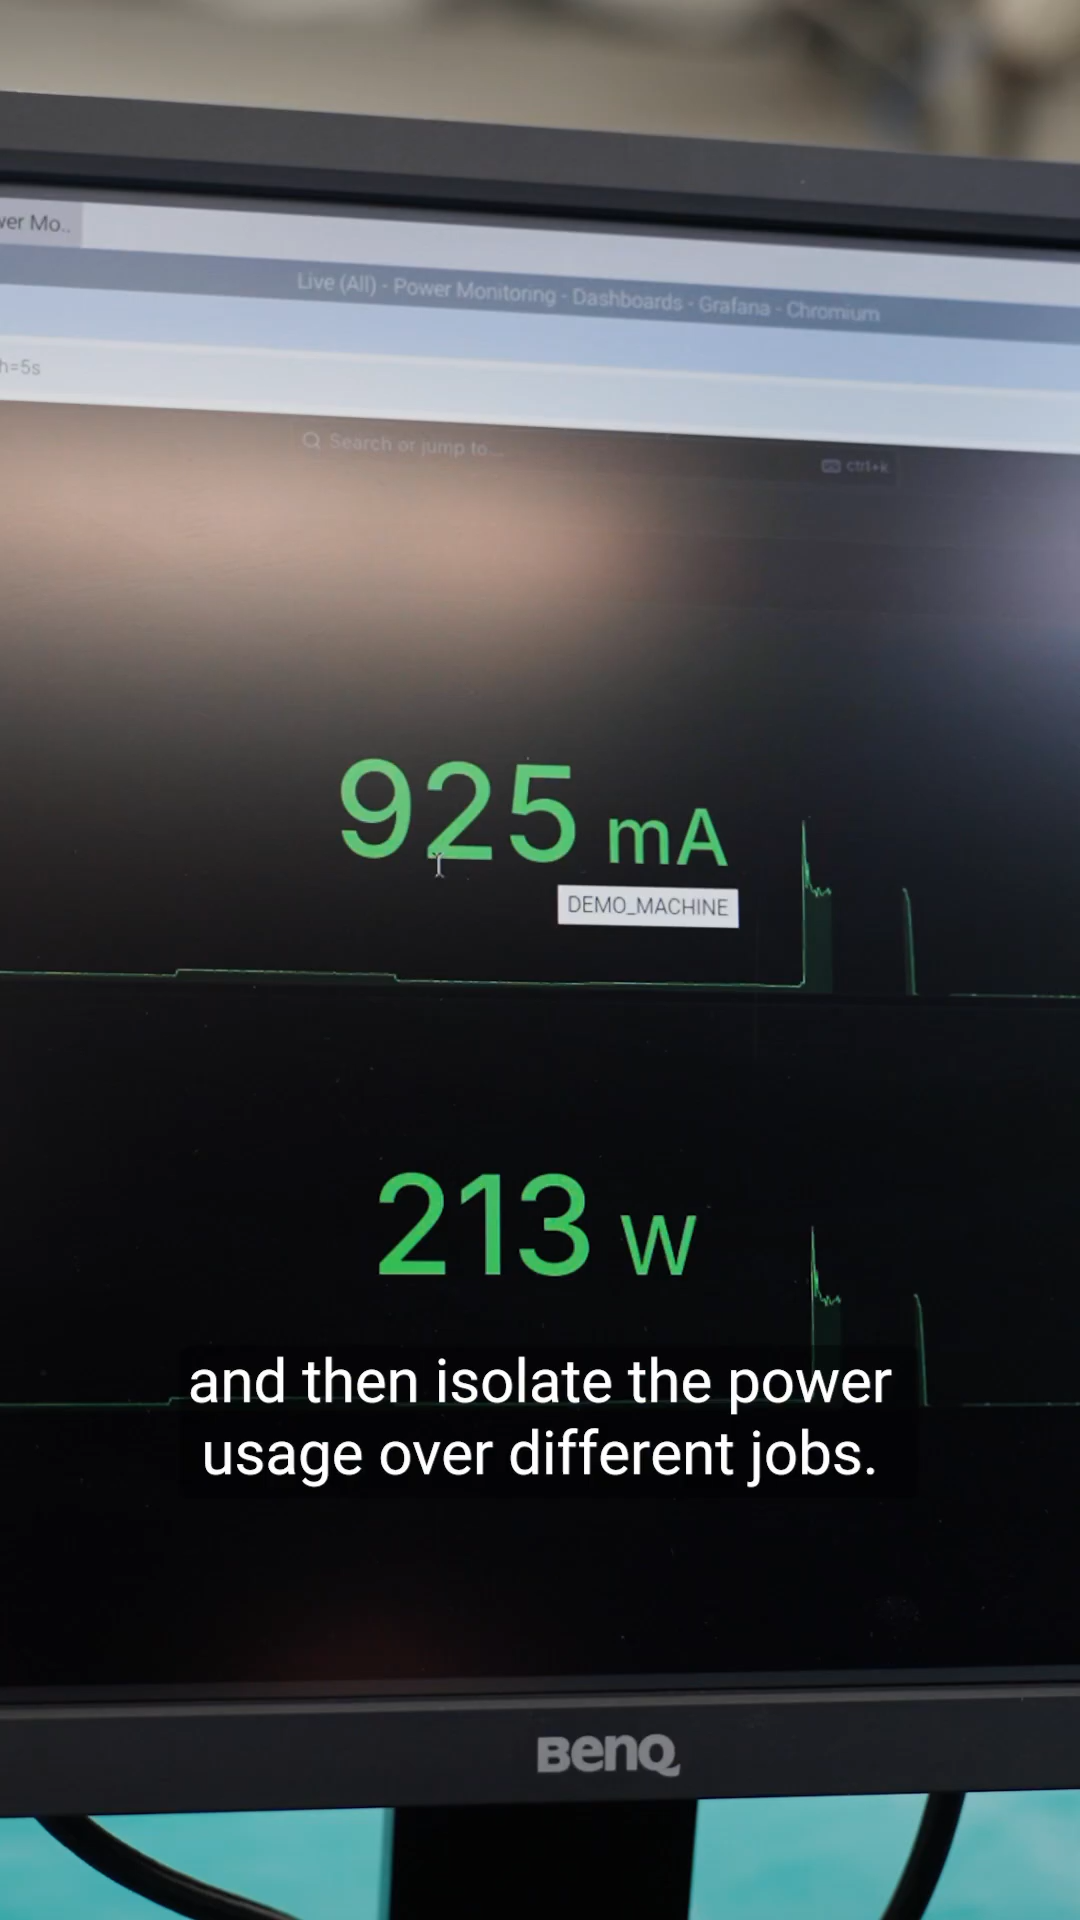 wer Mo..
Live (All) - Power Monitoring - Dashboards - Grafana - Chromium
h=5s
Search or jump to...
ctrl+k
925 mA
DEMO_MACHINE
213 W
and then isolate the power
usage over different jobs.
BenQ